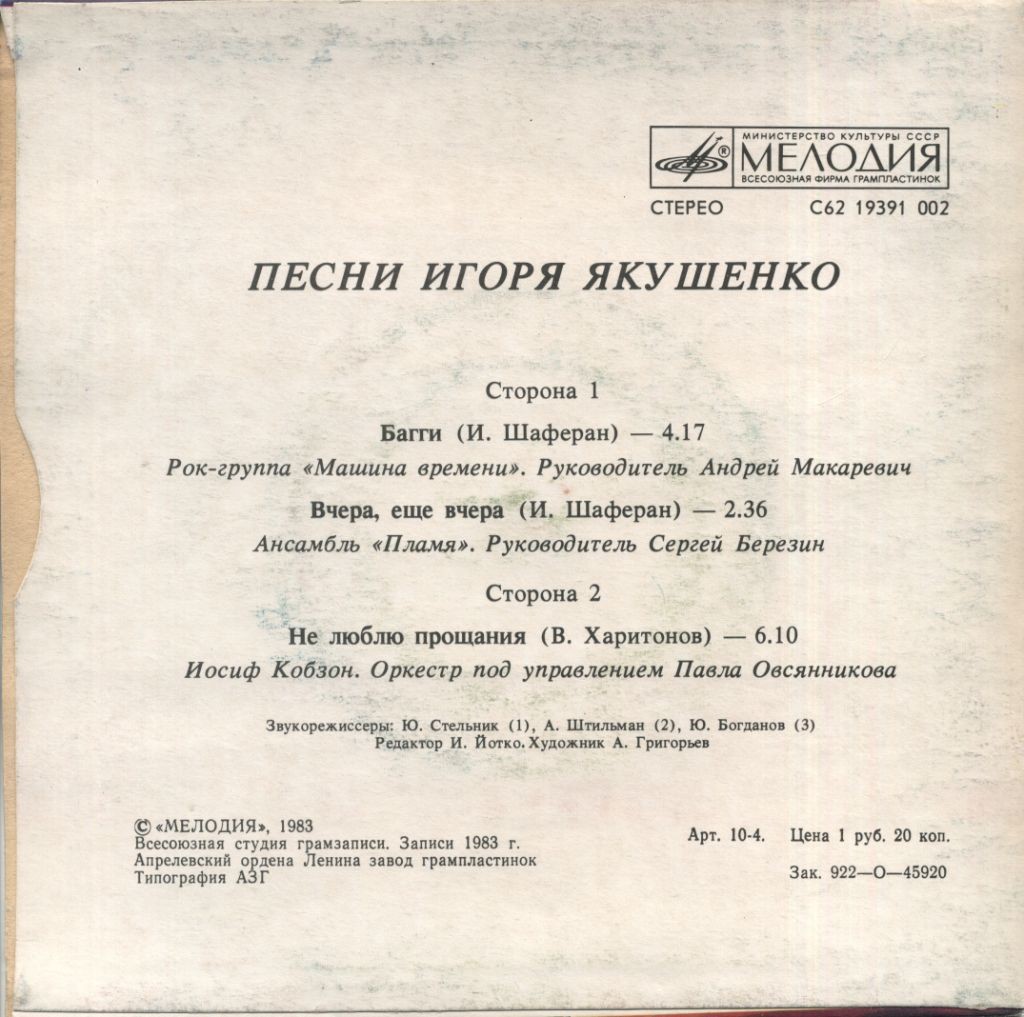 МИНИСТЕРСТВО КУЛЬТУРЫ СССР
® МЕЛОДИЯ
ВСЕСОЮЗНАЯ ФИРМА ГРАМПЛАСТИНОК
СТЕРЕО С62 19391 002
ПЕСНИ ИГОРЯ ЯКУШЕНКО
Сторона 1
Багги (И. Шаферан) — 4.17
Рок-группа «Машина времени». Руководитель Андрей Макаревич
Вчера, еще вчера (И. Шаферан) — 2.36
Ансамбль «Пламя». Руководитель Сергей Березин
Сторона 2
Не люблю прощания (В. Харитонов) — 6.10
Иосиф Кобзон. Оркестр под управлением Павла Овсянникова
Звукорежиссеры: Ю. Стельник (1), А. Штильман (2), Ю. Богданов (3)
Редактор И. Йотко. Художник А. Григорьев
© «МЕЛОДИЯ», 1983
Всесоюзная студия грамзаписи. Записи 1983 г.
Апрелевский ордена Ленина завод грампластинок
Типография АЗГ
Арт. 10-4. Цена 1 руб. 20 коп.
Зак. 922—О—45920